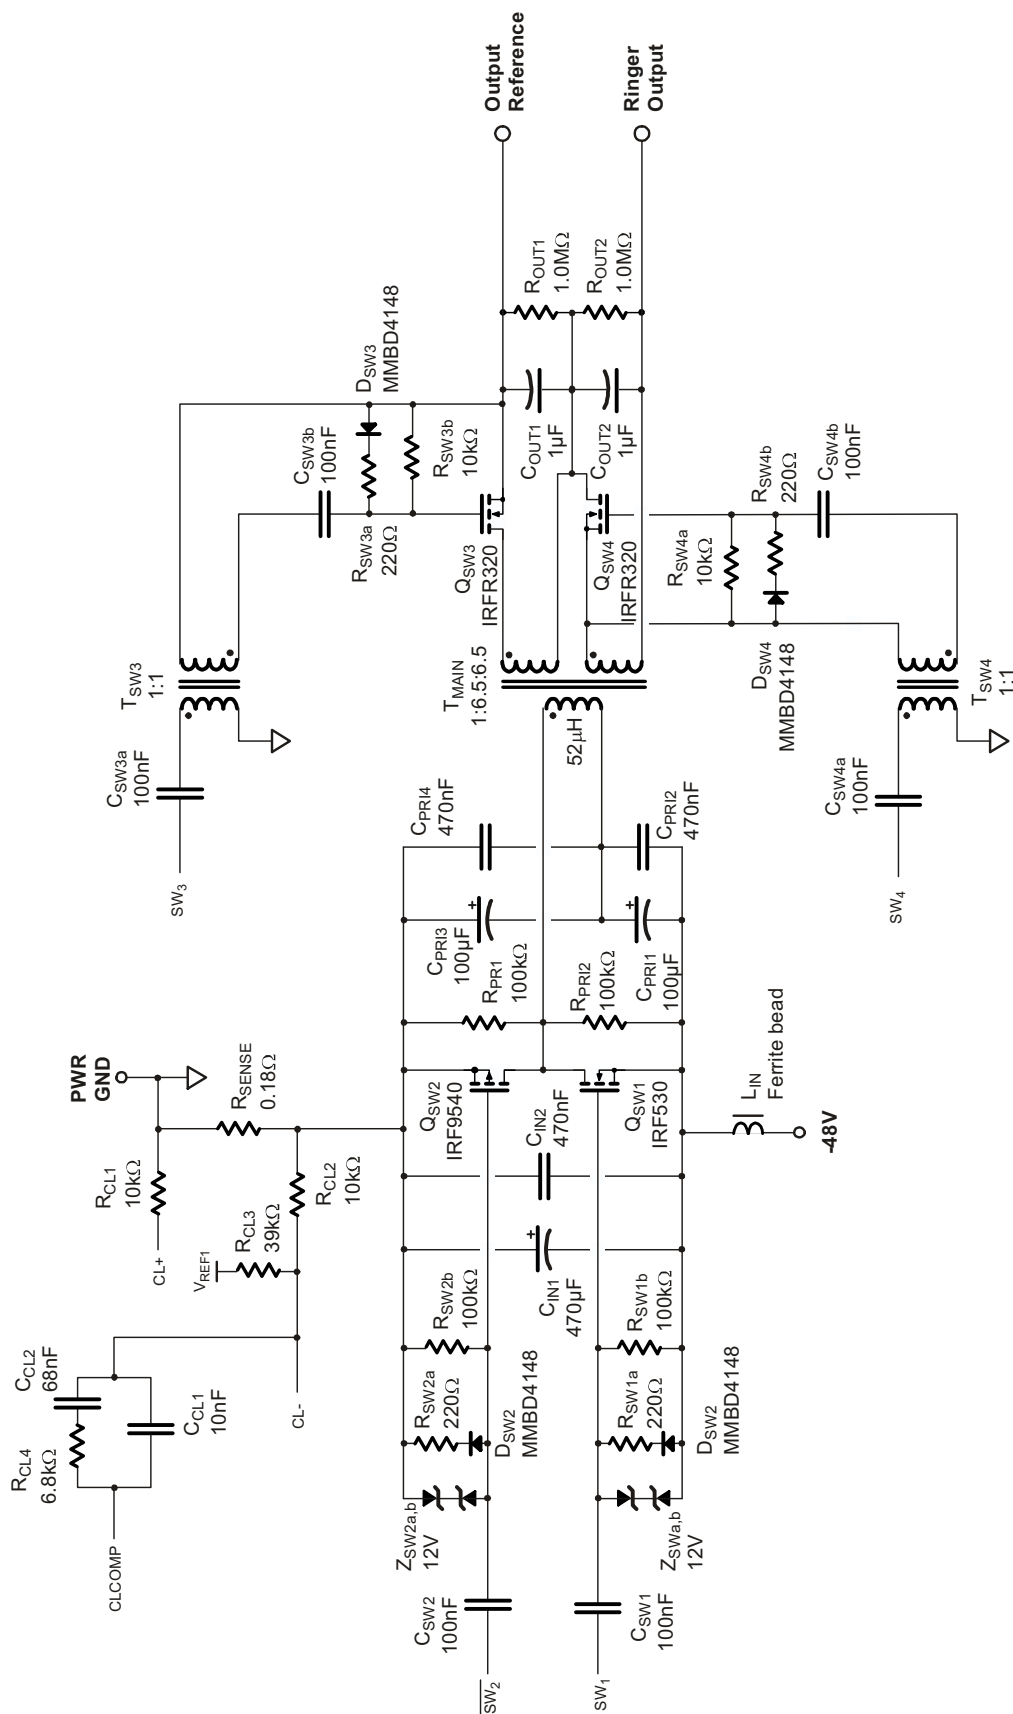 Output
Reference
Ringer
Output
R_OUT1
1.0MΩ
R_OUT2
1.0MΩ
C_OUT1
1µF
C_OUT2
1µF
D_SW3
MMBD4148
C_SW3b
100nF
R_SW3b
10kΩ
R_SW3a
220Ω
Q_SW3
IRFR320
Q_SW4
IRFR320
R_SW4b
220Ω
C_SW4b
100nF
R_SW4a
10kΩ
D_SW4
MMBD4148
T_SW3
1:1
T_MAIN
1:6.5:6.5
52µH
T_SW4
1:1
C_SW3a
100nF
SW₃
C_SW4a
100nF
SW₄
C_PRI4
470nF
C_PRI2
470nF
C_PRI3
100µF
C_PRI1
100µF
R_PR1
100kΩ
R_PRI2
100kΩ
PWR
GND
R_SENSE
0.18Ω
Q_SW2
IRF9540
Q_SW1
IRF530
L_IN
Ferrite bead
-48V
R_CL1
10kΩ
R_CL2
10kΩ
R_CL3
39kΩ
CL+
V_REF1
C_IN2
470nF
C_IN1
470µF
R_SW2b
100kΩ
R_SW1b
100kΩ
C_CL2
68nF
C_CL1
10nF
R_CL4
6.8kΩ
CL-
CLCOMP
R_SW2a
220Ω
D_SW2
MMBD4148
R_SW1a
220Ω
D_SW2
MMBD4148
Z_SW2a,b
12V
Z_SWa,b
12V
C_SW2
100nF
C_SW1
100nF
SW₂
SW₁